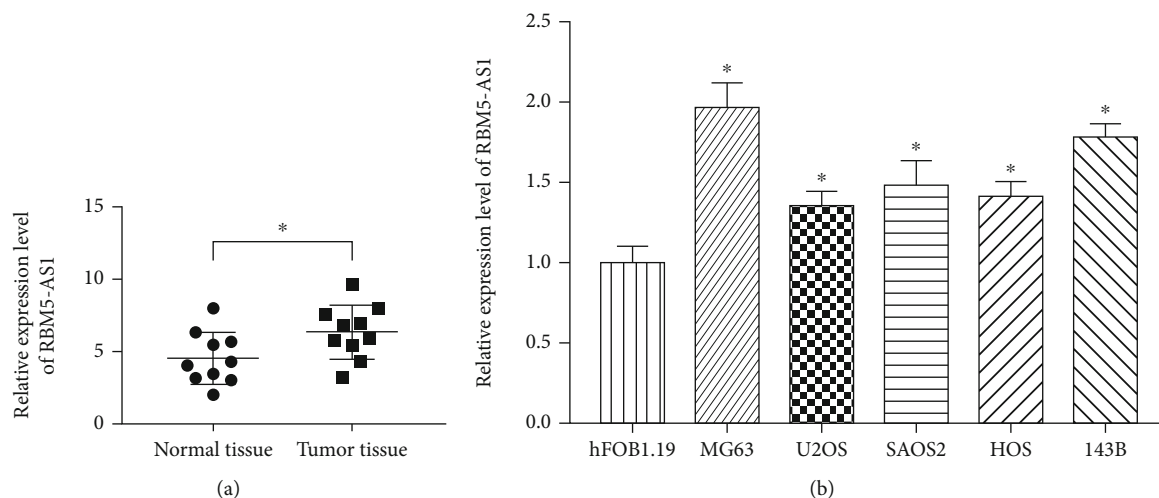 Relative expression level
of RBM5-AS1
15
10
5
0
*
Normal tissue
Tumor tissue
(a)
Relative expression level of RBM5-AS1
2.5
2.0
1.5
1.0
0.5
0.0
*
*
*
*
*
hFOB1.19
MG63
U2OS
SAOS2
HOS
143B
(b)